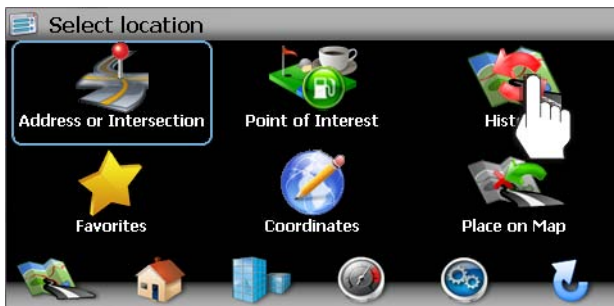 Select location
Address or Intersection
Point of Interest
Favorites
Coordinates
Place on Map